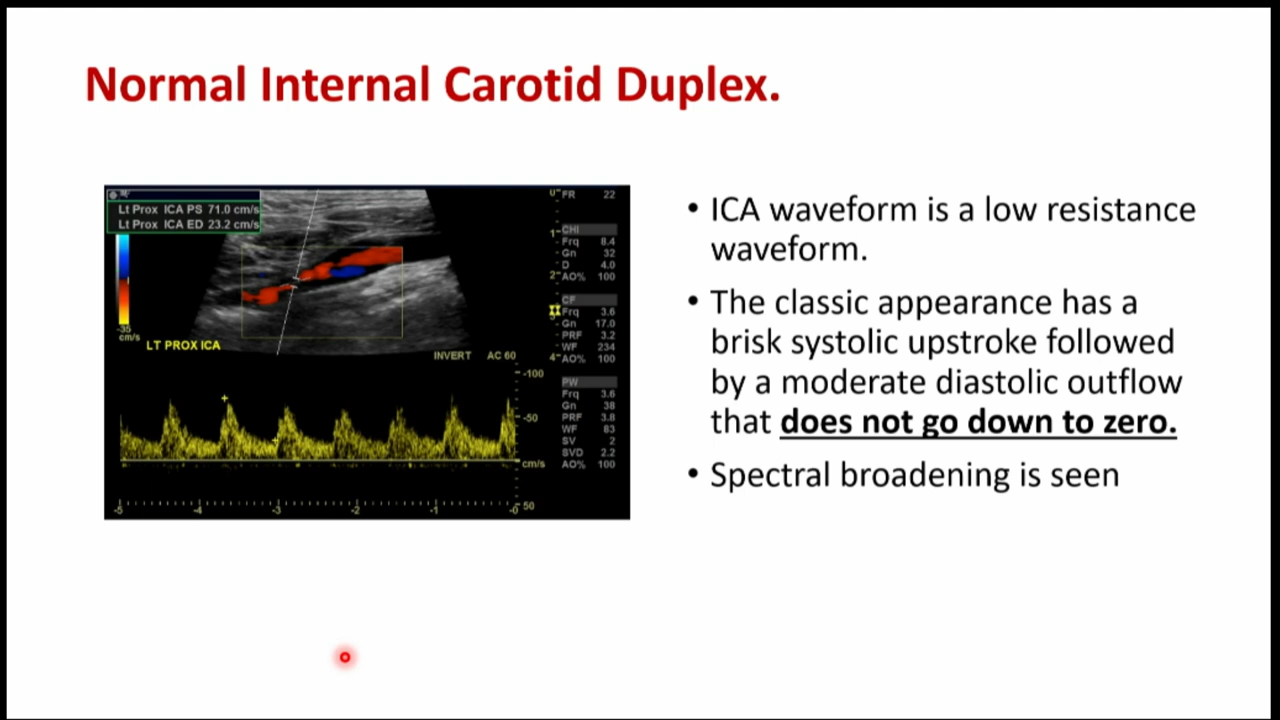 Normal Internal Carotid Duplex.
Lt Prox ICA PS 71.0 cm/s
Lt Prox ICA ED 23.2 cm/s
-35
cm/s
LT PROX ICA
INVERT AC 60
0
1
2
4
FR 22
CHI
Frq 8.4
Gn 32
D 4.0
AO% 100
CF
Frq 3.6
Gn 17.0
PRF 3.2
WF 234
AO% 100
PW
Frq 3.6
Gn 38
PRF 3.8
WF 83
SV 2
SVD 2.2
AO% 100
-100
-50
cm/s
50
-5 -4 -3 -2 -1 -0
• ICA waveform is a low resistance
waveform.
• The classic appearance has a
brisk systolic upstroke followed
by a moderate diastolic outflow
that does not go down to zero.
• Spectral broadening is seen